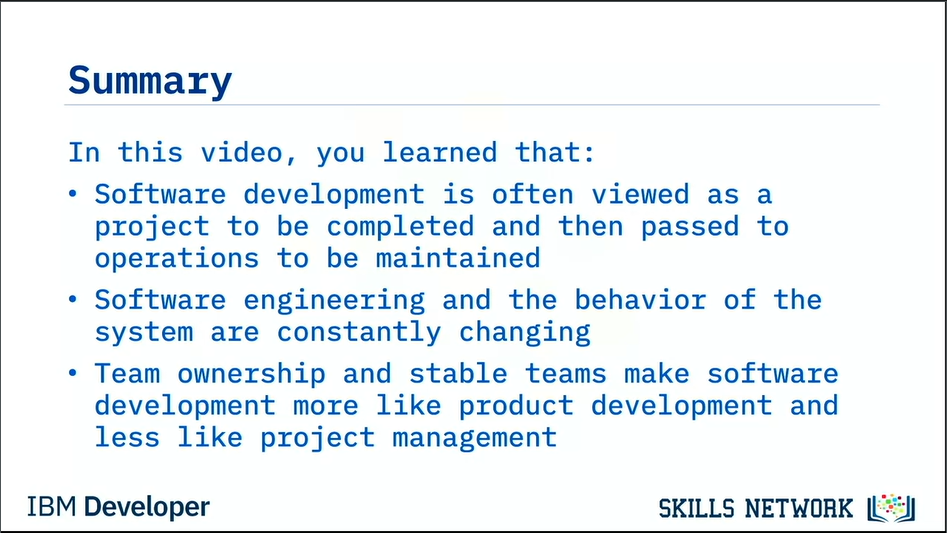 Summary
In this video, you learned that:
• Software development is often viewed as a
project to be completed and then passed to
operations to be maintained
• Software engineering and the behavior of the
system are constantly changing
• Team ownership and stable teams make software
development more like product development and
less like project management
IBM Developer
SKILLS NETWORK